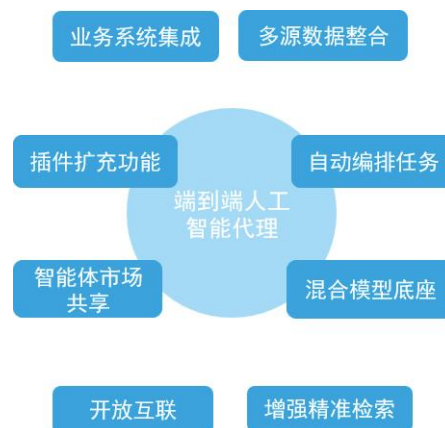 业务系统集成
多源数据整合
插件扩充功能
自动编排任务
端到端人工
智能代理
智能体市场
共享
混合模型底座
开放互联
增强精准检索